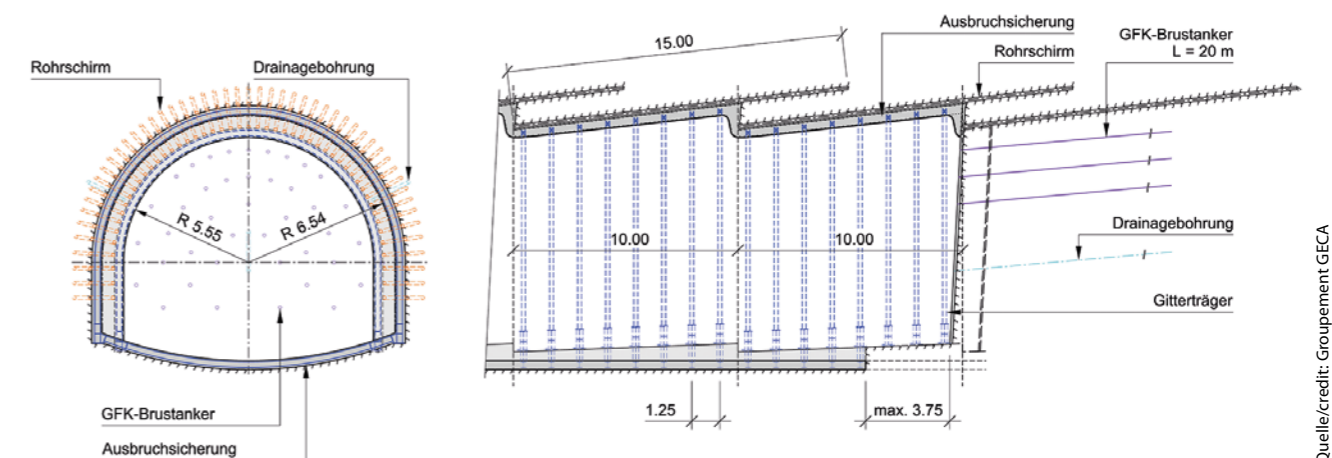 Rohrschirm
Drainagebohrung
R 5.55
R 6.54
GFK-Brustanker
Ausbruchsicherung
15.00
Ausbruchsicherung
Rohrschirm
GFK-Brustanker
L = 20 m
10.00
10.00
Drainagebohrung
Gitterträger
1.25
max. 3.75
Quelle/credit: Groupement GECA